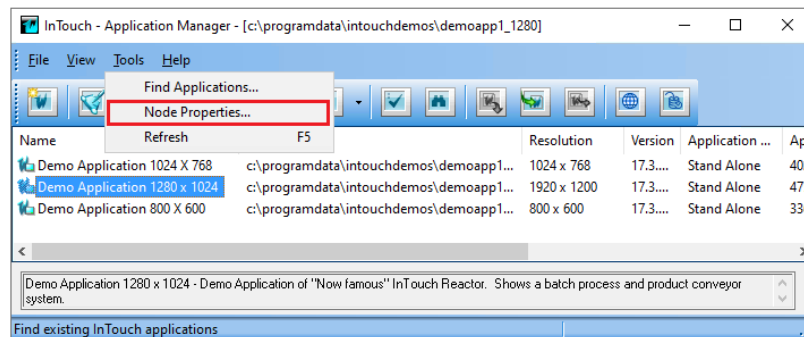 InTouch - Application Manager - [c:\programdata\intouchdemos\demoapp1_1280]
File View Tools Help
Find Applications...
Node Properties...
Refresh F5
Name Resolution Version Application ... Ap
Demo Application 1024 X 768 c:\programdata\intouchdemos\demoapp1... 1024 x 768 17.3.... Stand Alone 40
Demo Application 1280 x 1024 c:\programdata\intouchdemos\demoapp1... 1920 x 1200 17.3.... Stand Alone 47
Demo Application 800 X 600 c:\programdata\intouchdemos\demoapp1... 800 x 600 17.3.... Stand Alone 33
Demo Application 1280 x 1024 - Demo Application of "Now famous" InTouch Reactor. Shows a batch process and product conveyor
system.
Find existing InTouch applications